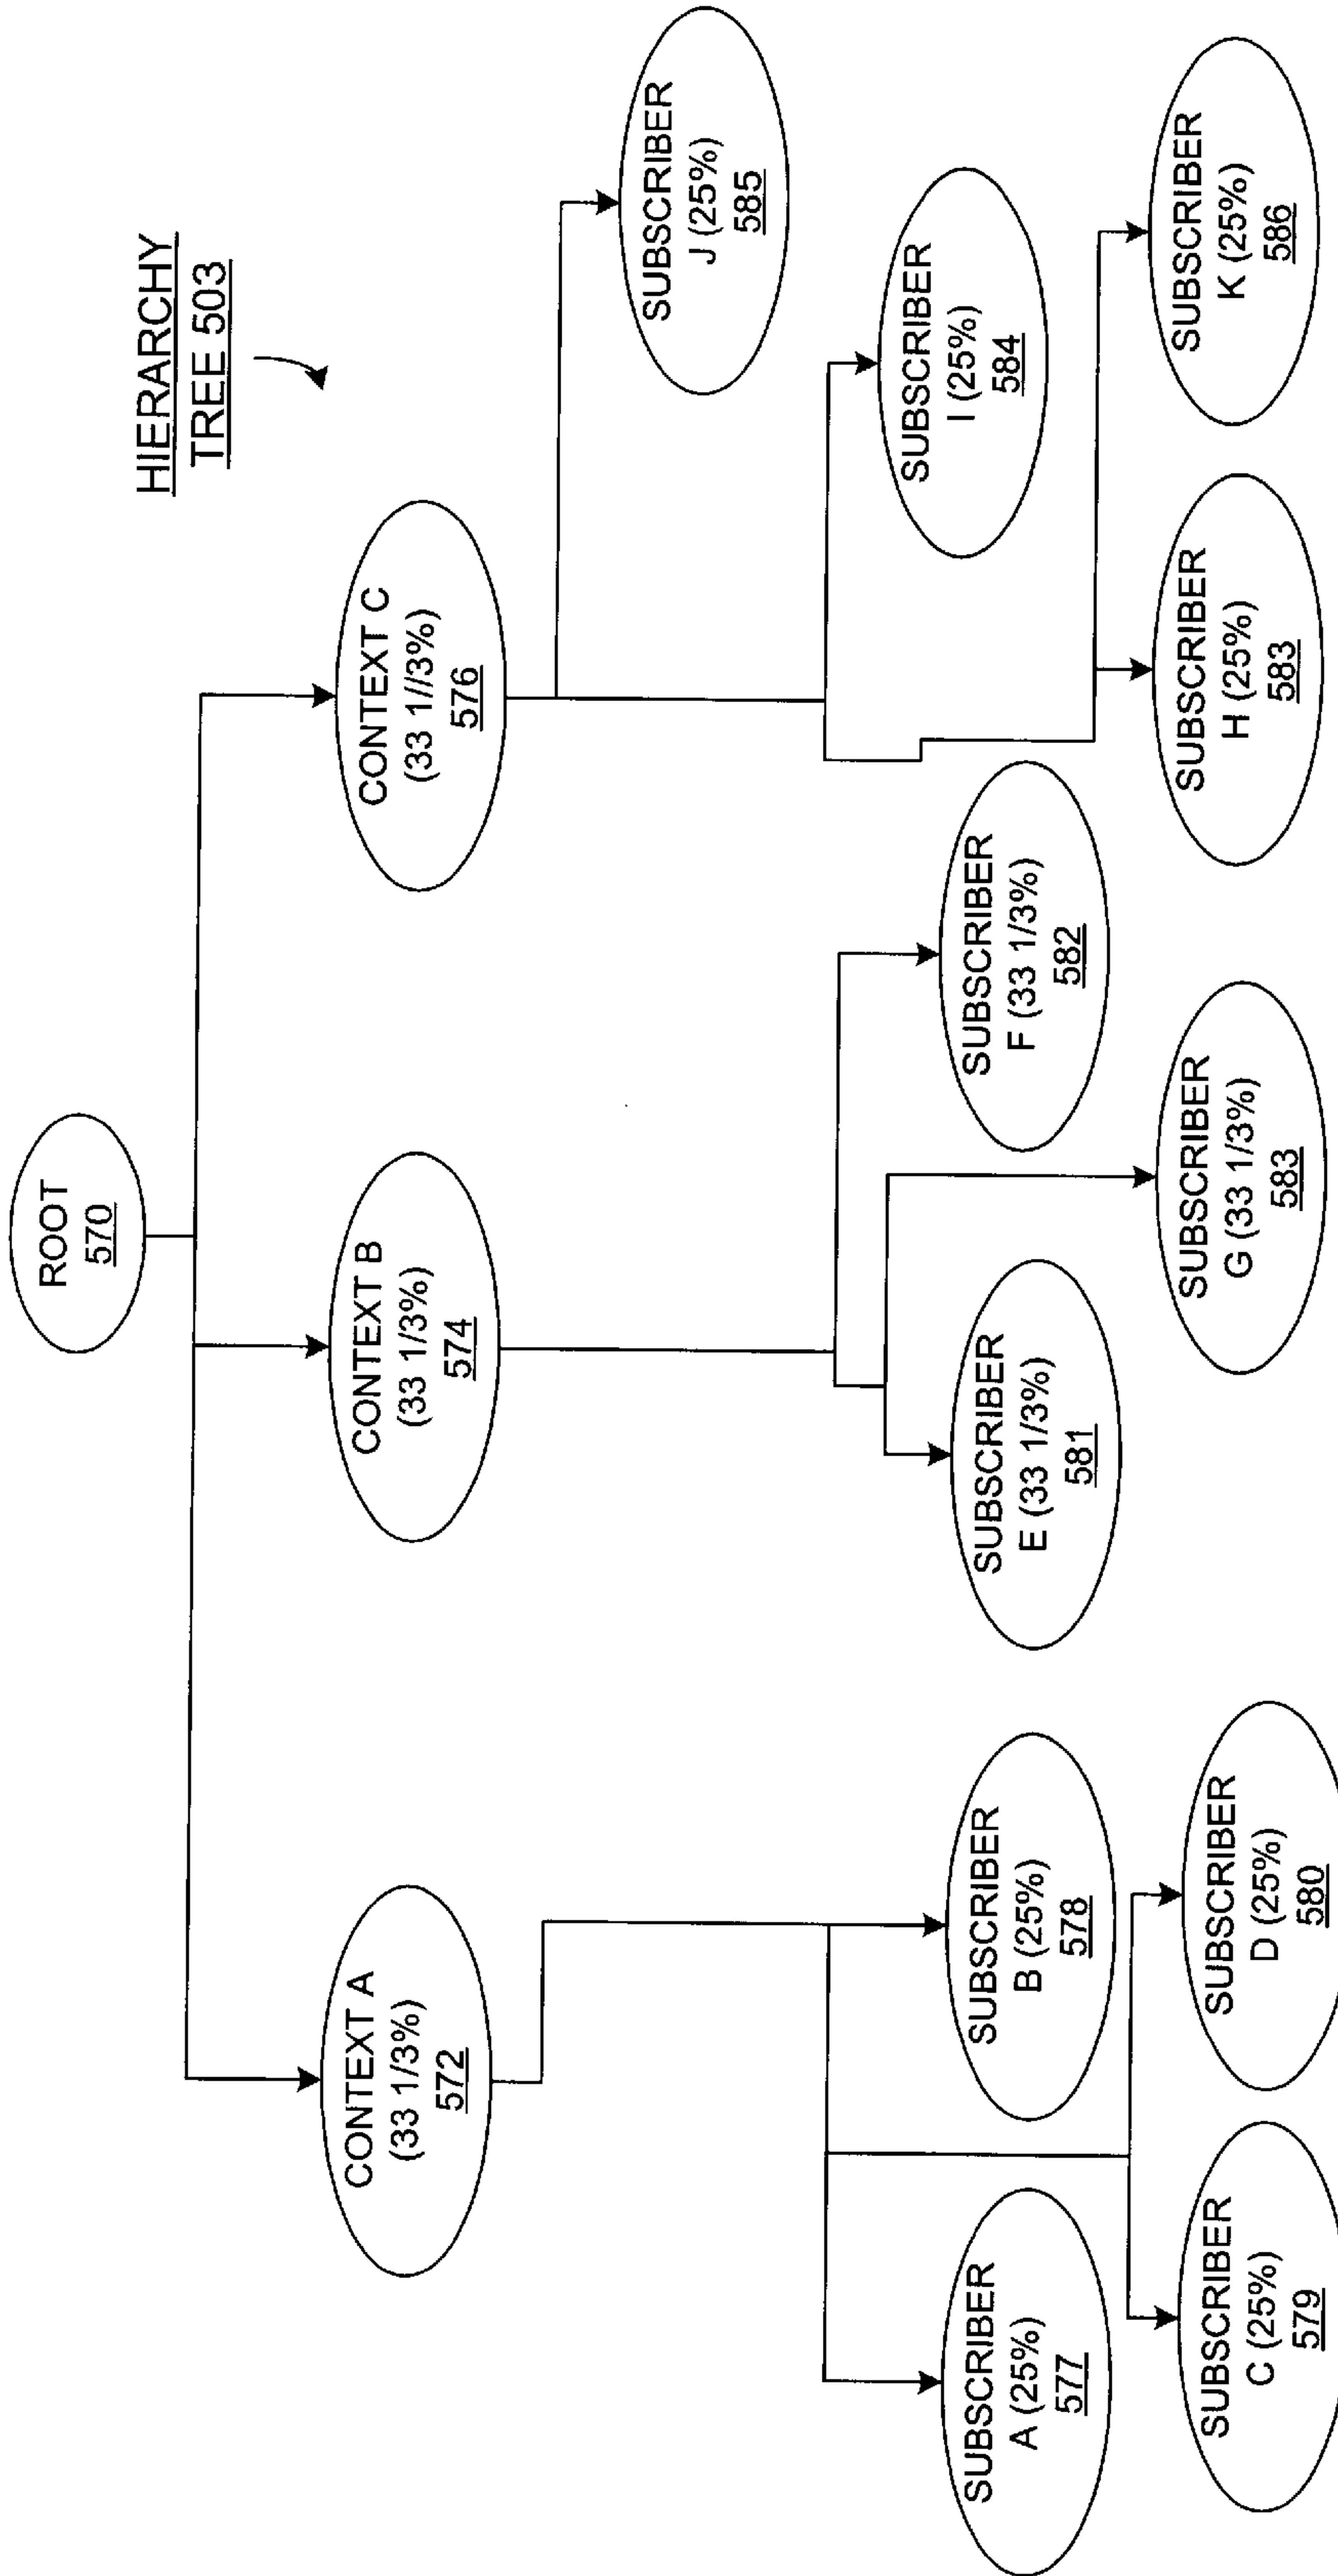 HIERARCHY
TREE 503
ROOT
570
CONTEXT A
(33 1/3%)
572
CONTEXT B
(33 1/3%)
574
CONTEXT C
(33 1//3%)
576
SUBSCRIBER
A (25%)
577
SUBSCRIBER
B (25%)
578
SUBSCRIBER
C (25%)
579
SUBSCRIBER
D (25%)
580
SUBSCRIBER
E (33 1/3%)
581
SUBSCRIBER
F (33 1/3%)
582
SUBSCRIBER
G (33 1/3%)
583
SUBSCRIBER
J (25%)
585
SUBSCRIBER
I (25%)
584
SUBSCRIBER
H (25%)
583
SUBSCRIBER
K (25%)
586